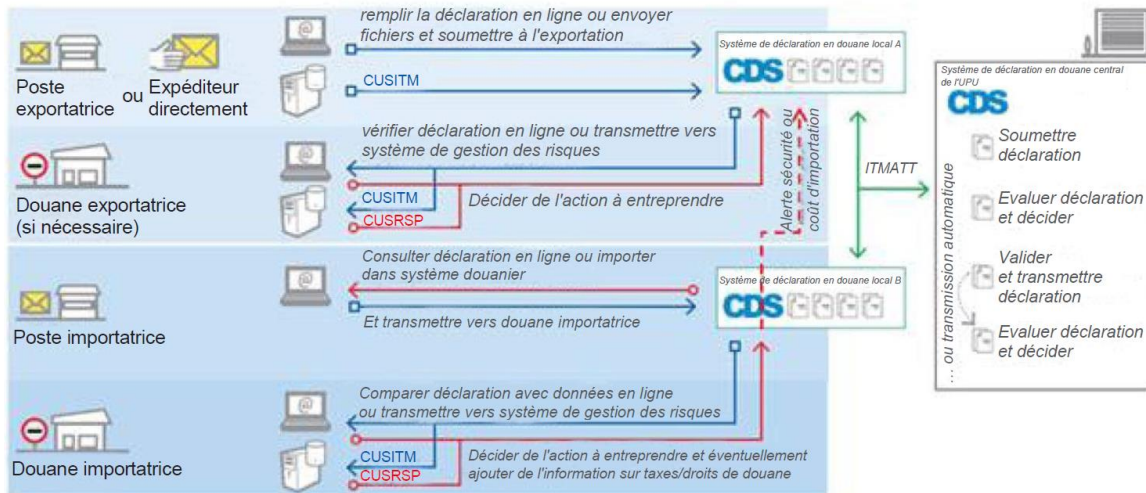 remplir la déclaration en ligne ou envoyer
fichiers et soumettre à l'exportation
Poste
exportatrice
ou
Expéditeur
directement
CUSITM
Système de déclaration en douane local A
CDS
vérifier déclaration en ligne ou transmettre vers
système de gestion des risques
Douane exportatrice
(si nécessaire)
CUSITM
CUSRSP
Décider de l'action à entreprendre
Alerte sécurité ou
coût d'importation
ITMATT
Consulter déclaration en ligne ou importer
dans système douanier
Poste importatrice
Et transmettre vers douane importatrice
Système de déclaration en douane local B
CDS
Comparer déclaration avec données en ligne
ou transmettre vers système de gestion des risques
Douane importatrice
CUSITM
CUSRSP
Décider de l'action à entreprendre et éventuellement
ajouter de l'information sur taxes/droits de douane
Système de déclaration en douane central
de l'UPU
CDS
Soumettre
déclaration
Evaluer déclaration
et décider
Valider
et transmettre
déclaration
Evaluer déclaration
et décider
... ou transmission automatique